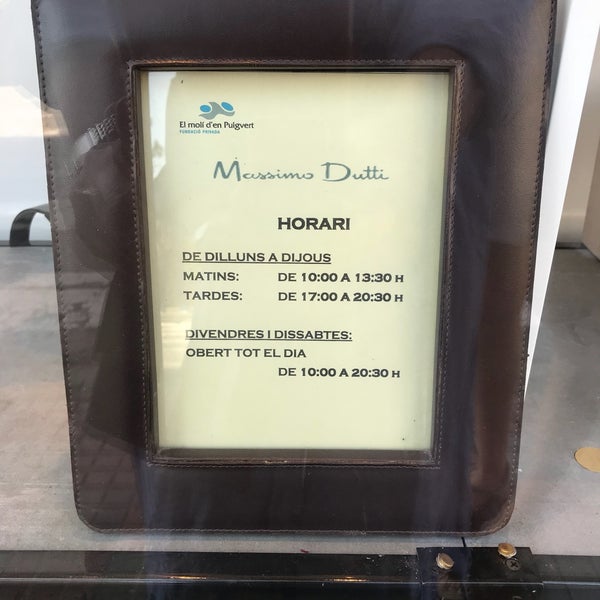 El molí d'en Puigvert
FUNDACIÓ PRIVADA
Massimo Dutti
HORARI
DE DILLUNS A DIJOUS
MATINS: DE 10:00 A 13:30 H
TARDES: DE 17:00 A 20:30 H
DIVENDRES I DISSABTES:
OBERT TOT EL DIA
DE 10:00 A 20:30 H